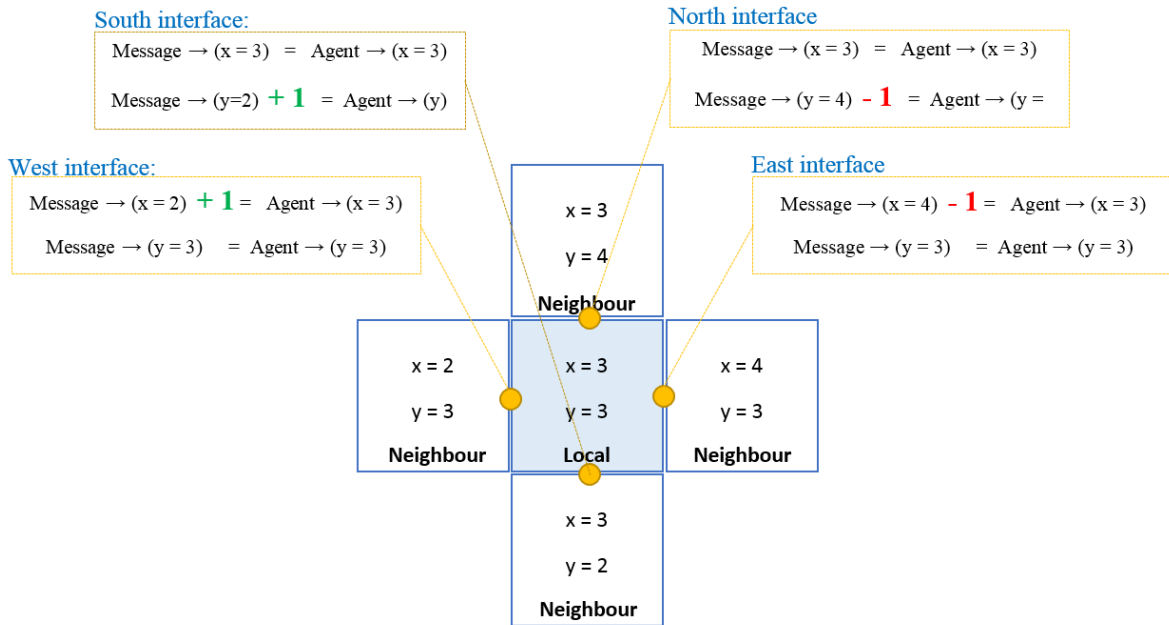 South interface:
Message → (x = 3) = Agent → (x = 3)
Message → (y=2) + 1 = Agent → (y)
North interface
Message → (x = 3) = Agent → (x = 3)
Message → (y = 4) - 1 = Agent → (y =
West interface:
Message → (x = 2) + 1 = Agent → (x = 3)
Message → (y = 3) = Agent → (y = 3)
East interface
Message → (x = 4) - 1 = Agent → (x = 3)
Message → (y = 3) = Agent → (y = 3)
x = 3
y = 4
Neighbour
x = 2
y = 3
Neighbour
x = 3
y = 3
Local
x = 4
y = 3
Neighbour
x = 3
y = 2
Neighbour